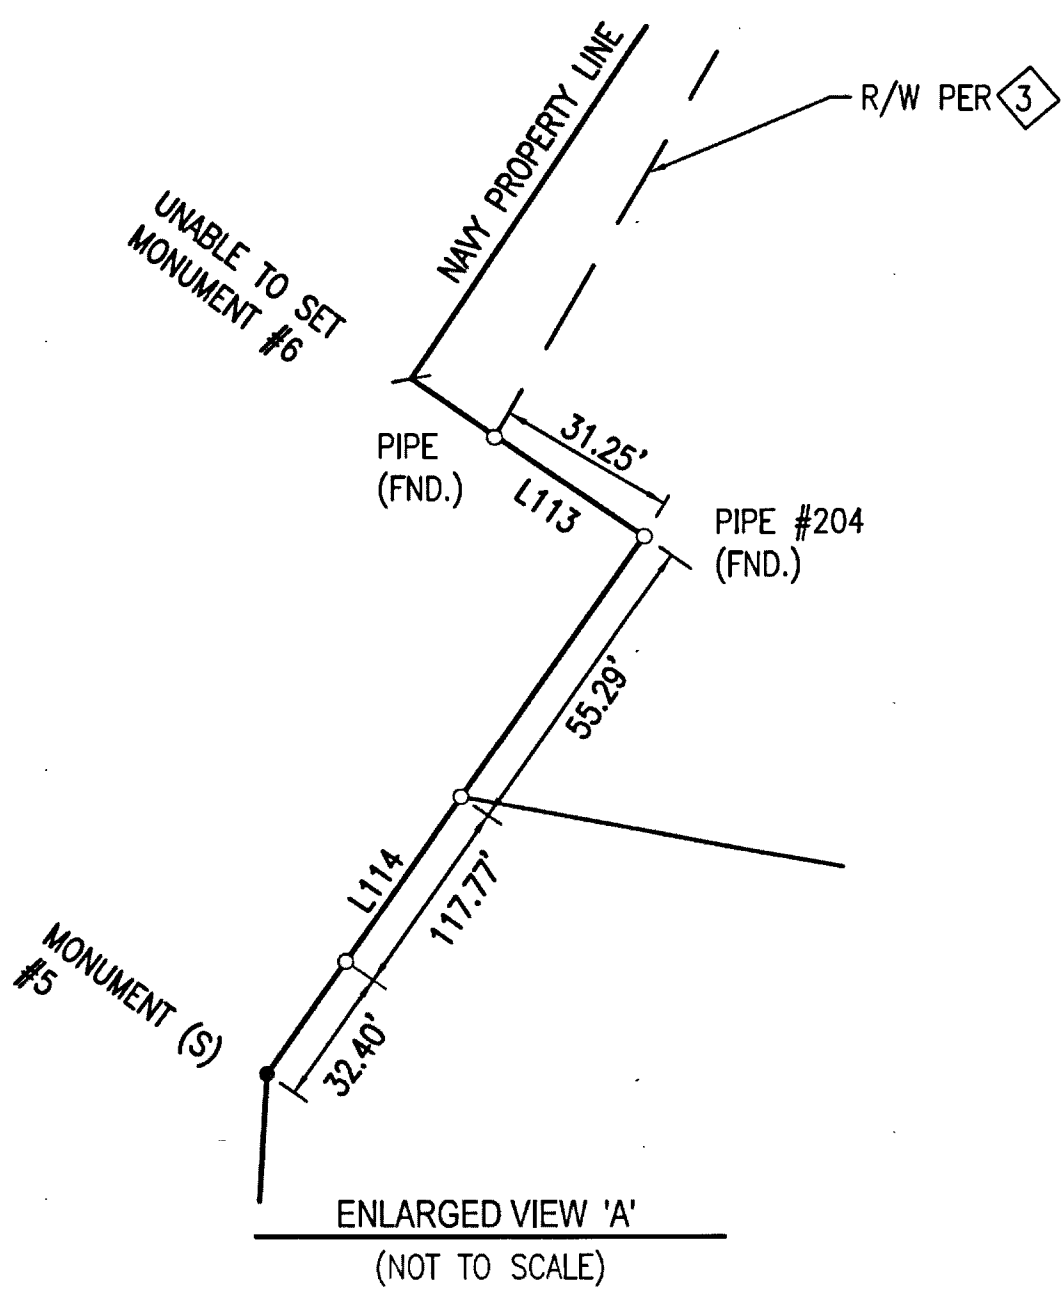 NAVY PROPERTY LINE
R/W PER 3
UNABLE TO SET
MONUMENT #6
31.25'
PIPE
(FND.)
L113
PIPE #204
(FND.)
55.29'
L114
117.77'
MONUMENT (S)
#5
32.40'
ENLARGED VIEW 'A'
(NOT TO SCALE)